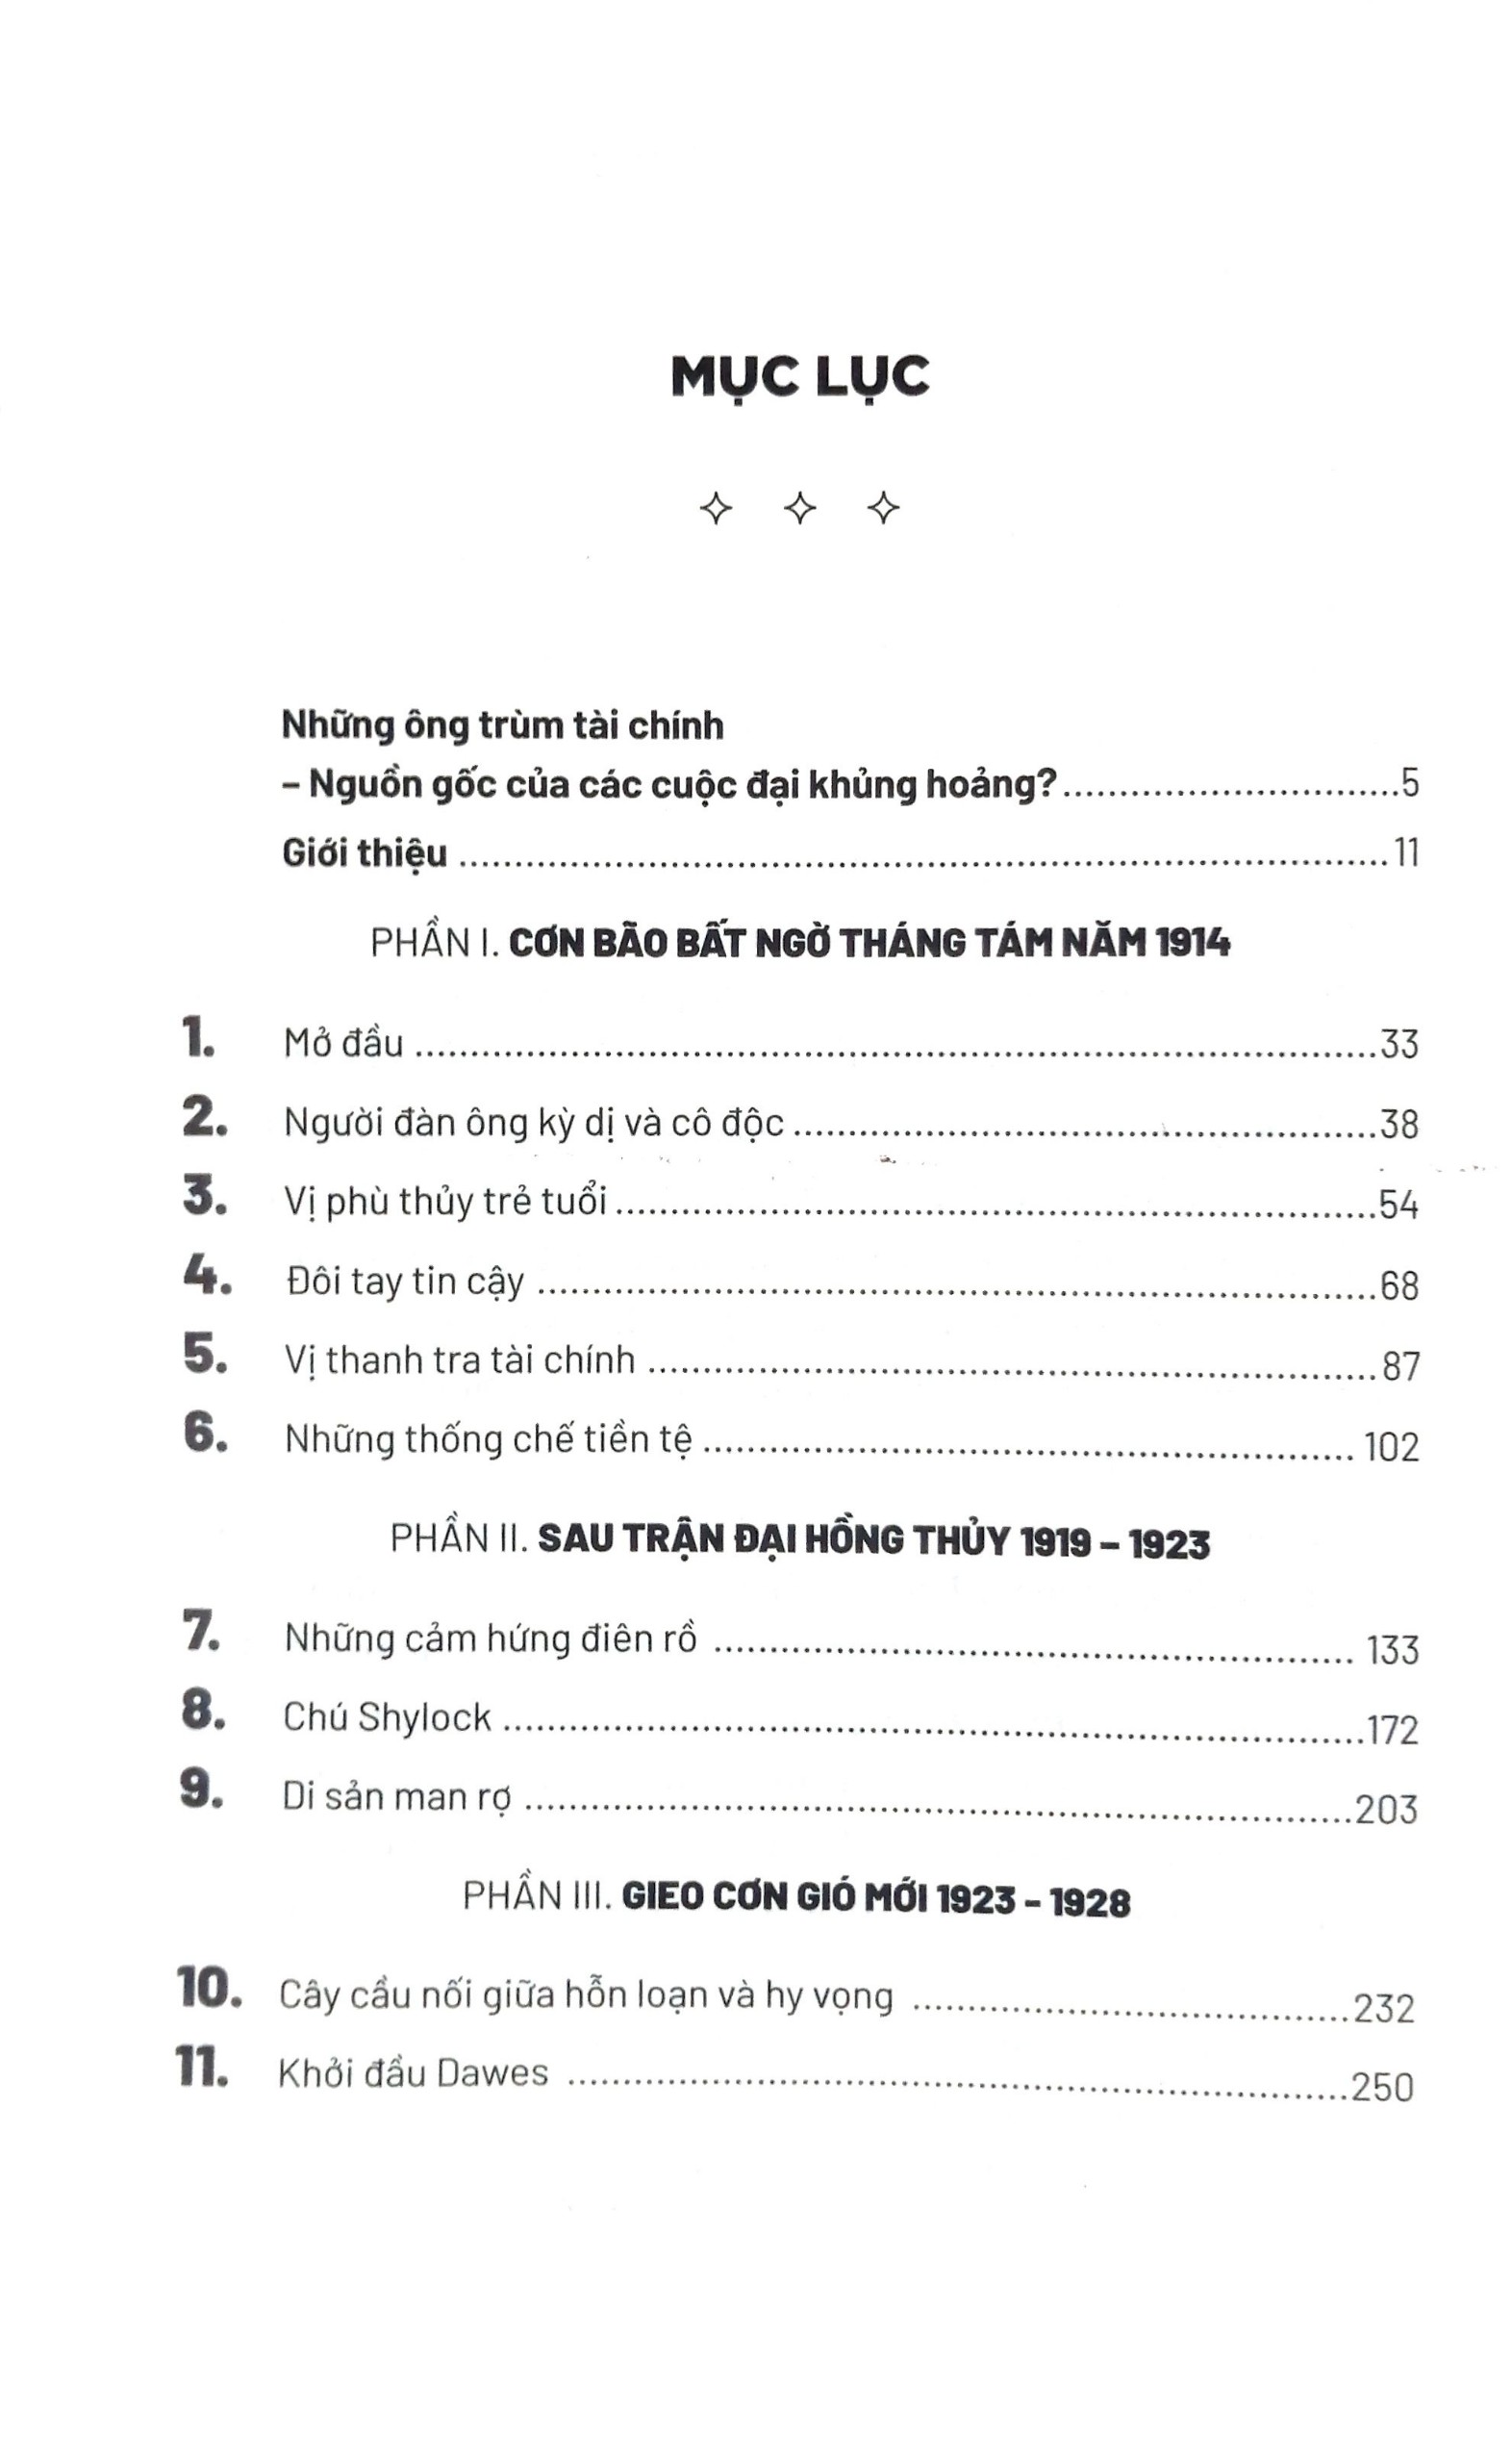 MỤC LỤC
Những ông trùm tài chính
– Nguồn gốc của các cuộc đại khủng hoảng?..............................5
Giới thiệu ....................................................................................11
PHẦN I. CƠN BÃO BẤT NGỜ THÁNG TÁM NĂM 1914
1. Mở đầu .......................................................................................33
2. Người đàn ông kỳ dị và cô độc.....................................................38
3. Vị phù thủy trẻ tuổi.....................................................................54
4. Đôi tay tin cậy ............................................................................68
5. Vị thanh tra tài chính ..................................................................87
6. Những thống chế tiền tệ........................................................... 102
PHẦN II. SAU TRẬN ĐẠI HỒNG THỦY 1919 – 1923
7. Những cảm hứng điên rồ .......................................................... 133
8. Chú Shylock ..............................................................................172
9. Di sản man rợ ...........................................................................203
PHẦN III. GIEO CƠN GIÓ MỚI 1923 – 1928
10. Cây cầu nối giữa hỗn loạn và hy vọng .......................................232
11. Khởi đầu Dawes .......................................................................250